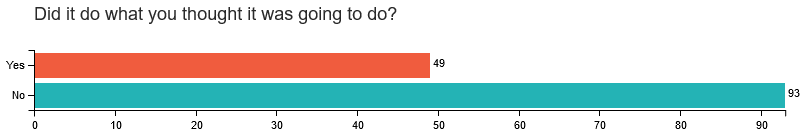 Did it do what you thought it was going to do?
Yes 49
No 93
0 10 20 30 40 50 60 70 80 90